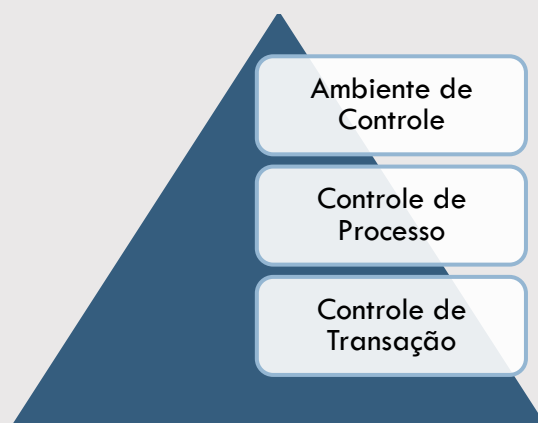 Ambiente de
Controle
Controle de
Processo
Controle de
Transação